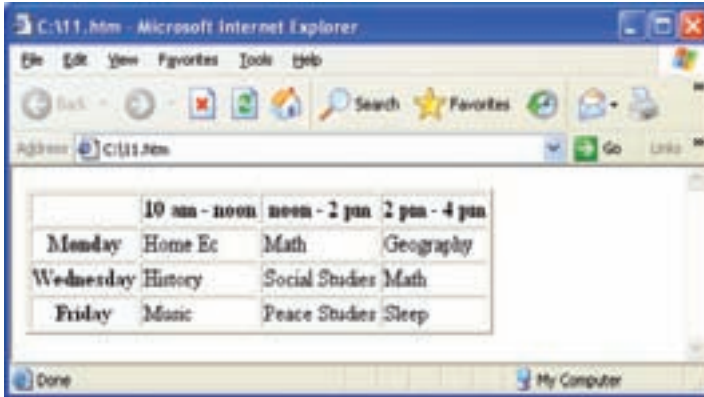 C:\11.htm - Microsoft Internet Explorer
File Edit View Favorites Tools Help
Back Search Favorites
Address C:\11.htm Go Links »
10 am - noon noon - 2 pm 2 pm - 4 pm
Monday Home Ec Math Geography
Wednesday History Social Studies Math
Friday Music Peace Studies Sleep
Done My Computer